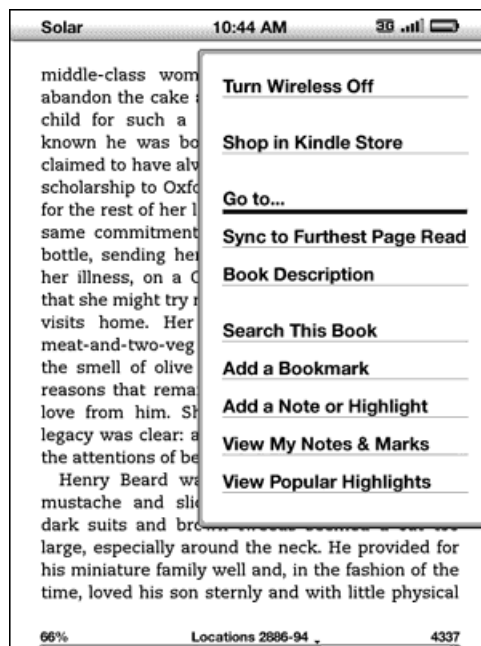 Solar 10:44 AM 3G
middle-class wom
abandon the cake
child for such a
known he was bo
claimed to have alw
scholarship to Oxfo
for the rest of her l
same commitment
bottle, sending her
her illness, on a
that she might try
visits home. Her
meat-and-two-veg
the smell of olive
reasons that rema
love from him. Sh
legacy was clear: a
the attentions of be
Henry Beard wa
mustache and slic
dark suits and
large, especially around the neck. He provided for
his miniature family well and, in the fashion of the
time, loved his son sternly and with little physical
Turn Wireless Off
Shop in Kindle Store
Go to...
Sync to Furthest Page Read
Book Description
Search This Book
Add a Bookmark
Add a Note or Highlight
View My Notes & Marks
View Popular Highlights
66% Locations 2886-94 4337